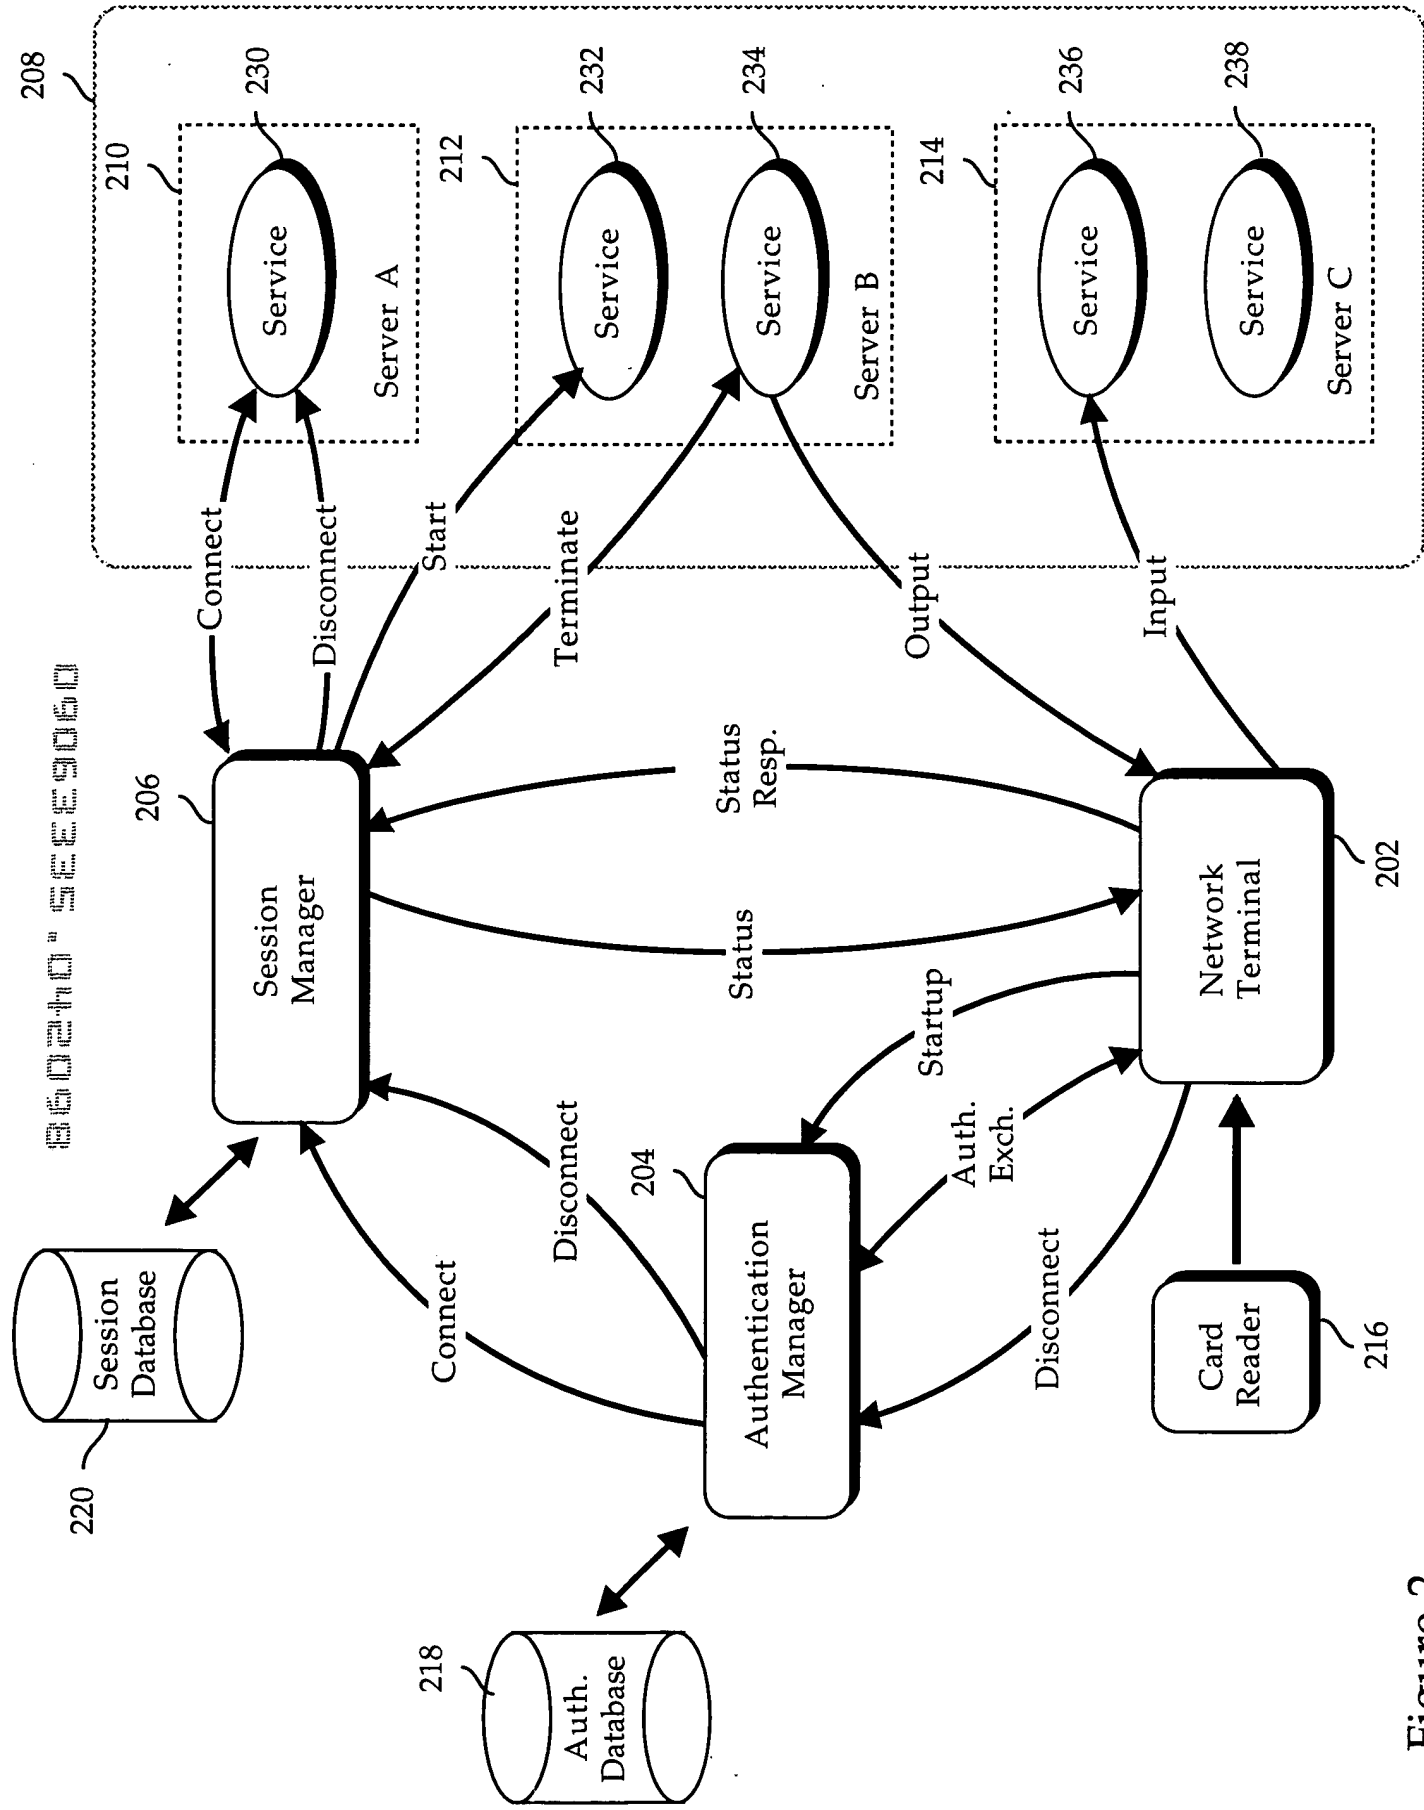 09063335.042098
220
Session
Database
206
Session
Manager
Connect
Disconnect
208
210
Service
230
Server A
218
Auth.
Database
Connect
Disconnect
Start
Terminate
212
Service
232
Service
234
Server B
204
Authentication
Manager
Status
Status
Resp.
Startup
Auth.
Exch.
Disconnect
Output
Input
214
Service
236
Service
238
Server C
Card
Reader
216
Network
Terminal
202
Figure 2